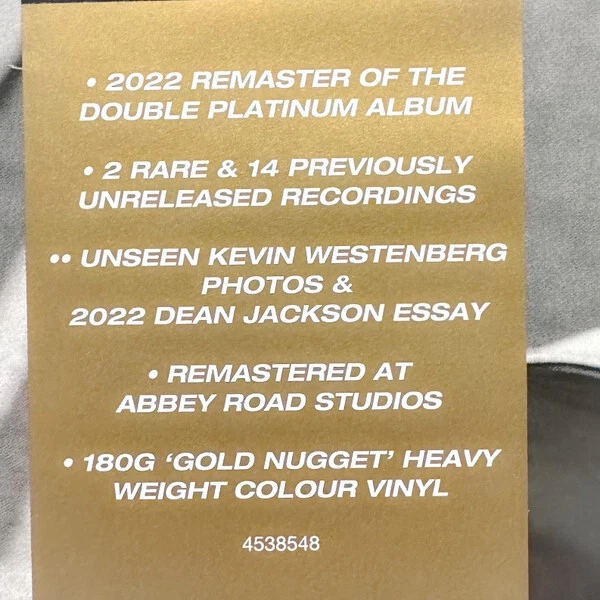 • 2022 REMASTER OF THE
DOUBLE PLATINUM ALBUM
• 2 RARE & 14 PREVIOUSLY
UNRELEASED RECORDINGS
•• UNSEEN KEVIN WESTENBERG
PHOTOS &
2022 DEAN JACKSON ESSAY
• REMASTERED AT
ABBEY ROAD STUDIOS
• 180G ‘GOLD NUGGET’ HEAVY
WEIGHT COLOUR VINYL
4538548